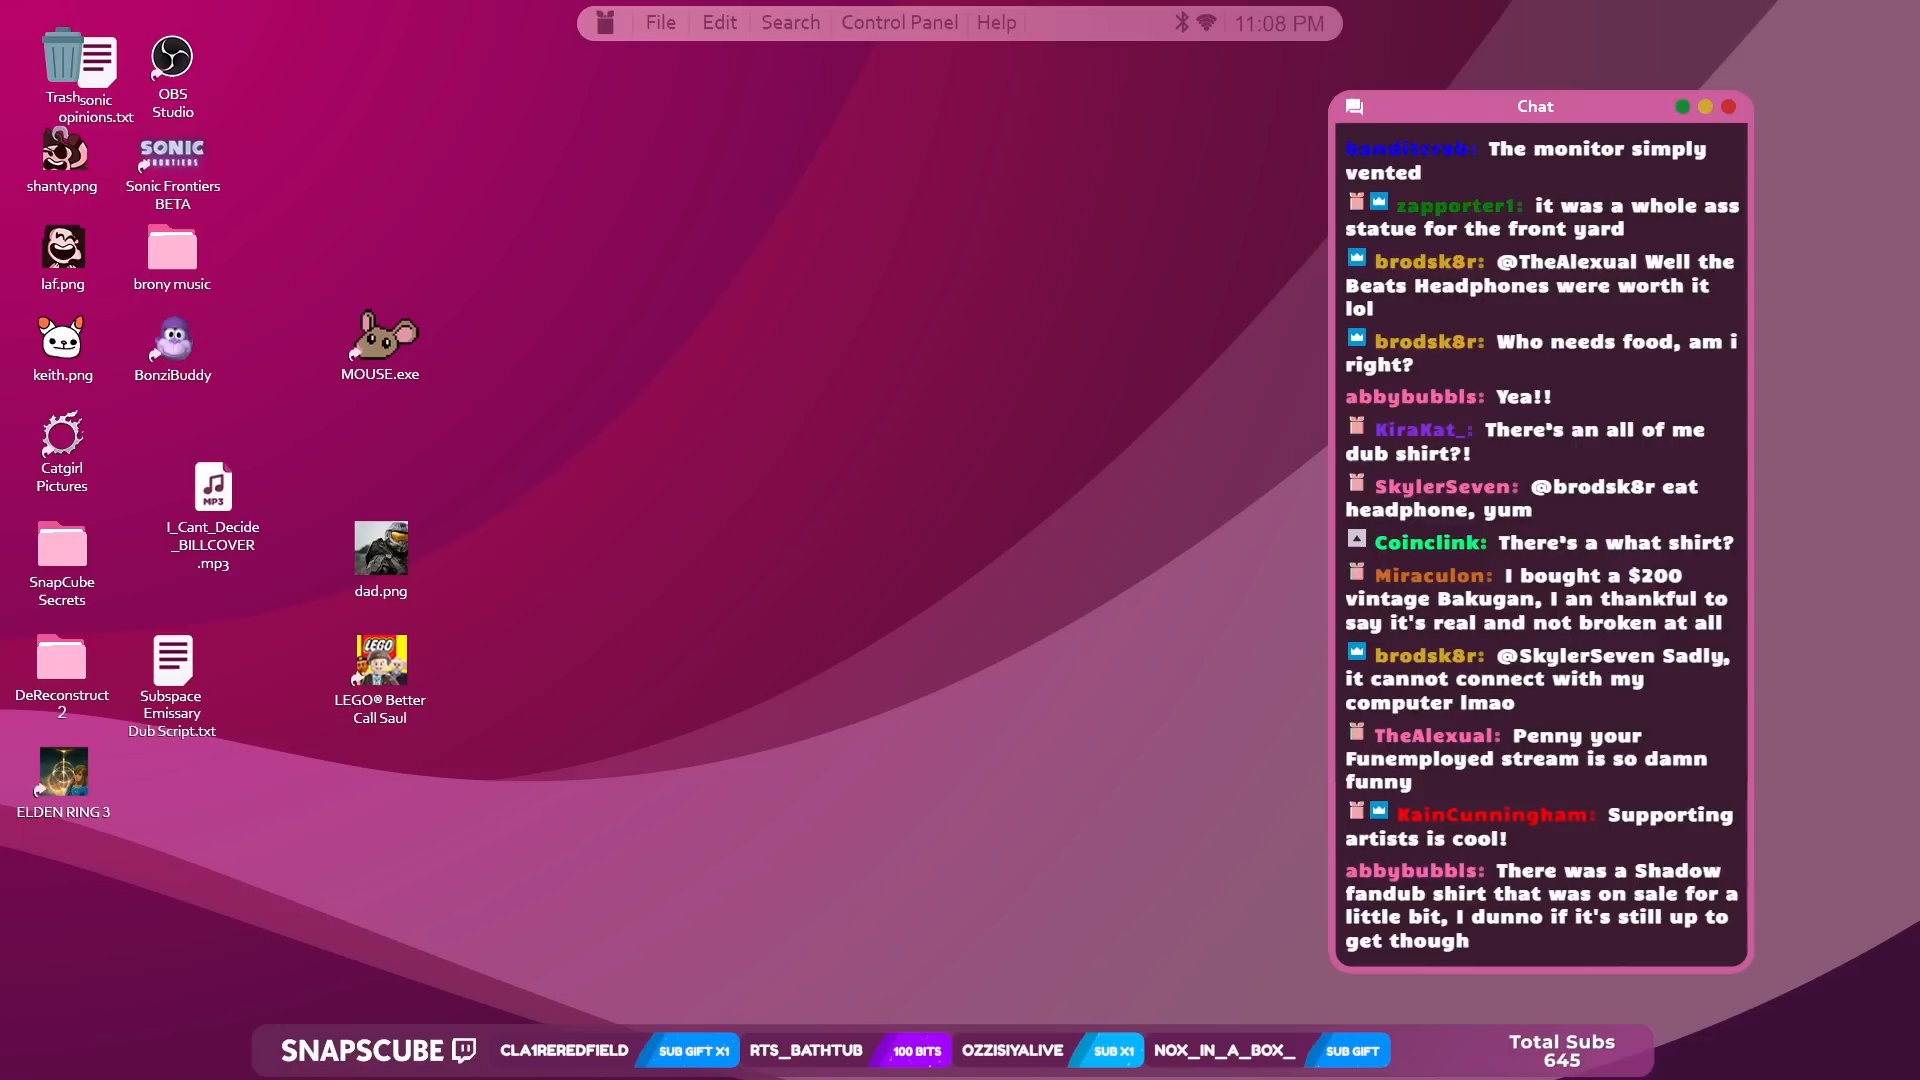 File
Edit
Search
Control Panel
Help
11:08 PM
Trash
sonic
opinions.txt
OBS
Studio
shanty.png
SONIC
FRONTIERS
Sonic Frontiers
BETA
laf.png
brony music
keith.png
BonziBuddy
MOUSE.exe
Catgirl
Pictures
MP3
I_Cant_Decide
_BILLCOVER
.mp3
dad.png
SnapCube
Secrets
DeReconstruct
2
Subspace
Emissary
Dub Script.txt
LEGO
LEGO® Better
Call Saul
ELDEN RING 3
Chat
banditcrab: The monitor simply
vented
zapporter1: it was a whole ass
statue for the front yard
brodsk8r: @TheAlexual Well the
Beats Headphones were worth it
lol
brodsk8r: Who needs food, am i
right?
abbybubbls: Yea!!
KiraKat_: There's an all of me
dub shirt?!
SkylerSeven: @brodsk8r eat
headphone, yum
Coinclink: There's a what shirt?
Miraculon: I bought a $200
vintage Bakugan, I an thankful to
say it's real and not broken at all
brodsk8r: @SkylerSeven Sadly,
it cannot connect with my
computer lmao
TheAlexual: Penny your
Funemployed stream is so damn
funny
KainCunningham: Supporting
artists is cool!
abbybubbls: There was a Shadow
fandub shirt that was on sale for a
little bit, I dunno if it's still up to
get though
SNAPSCUBE
CLA1REREDFIELD
SUB GIFT X1
RTS_BATHTUB
100 BITS
OZZISIYALIVE
SUB X1
NOX_IN_A_BOX_
SUB GIFT
Total Subs
645